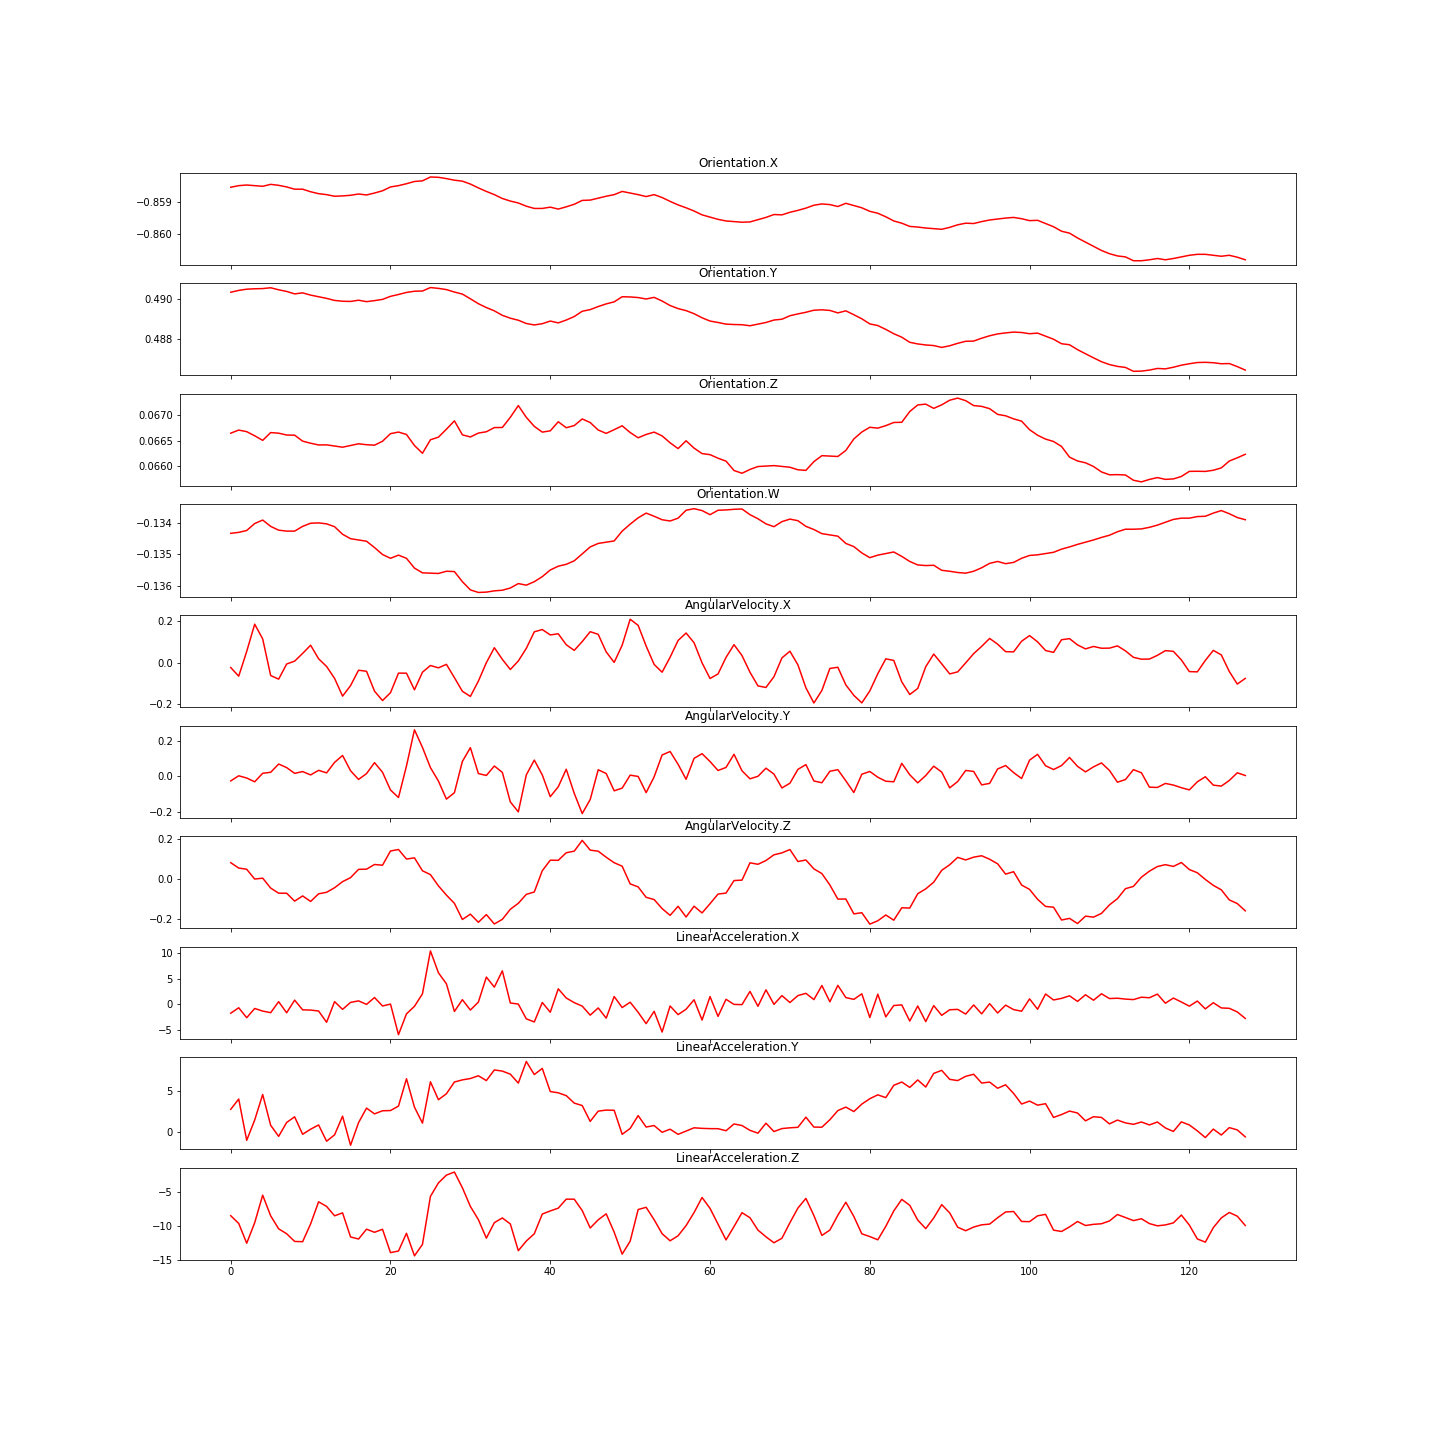 Orientation.X
−0.859
−0.860
Orientation.Y
0.490
0.488
Orientation.Z
0.0670
0.0665
0.0660
Orientation.W
−0.134
−0.135
−0.136
AngularVelocity.X
0.2
0.0
−0.2
AngularVelocity.Y
0.2
0.0
−0.2
AngularVelocity.Z
0.2
0.0
−0.2
LinearAcceleration.X
10
5
0
−5
LinearAcceleration.Y
5
0
LinearAcceleration.Z
−5
−10
−15
0 20 40 60 80 100 120